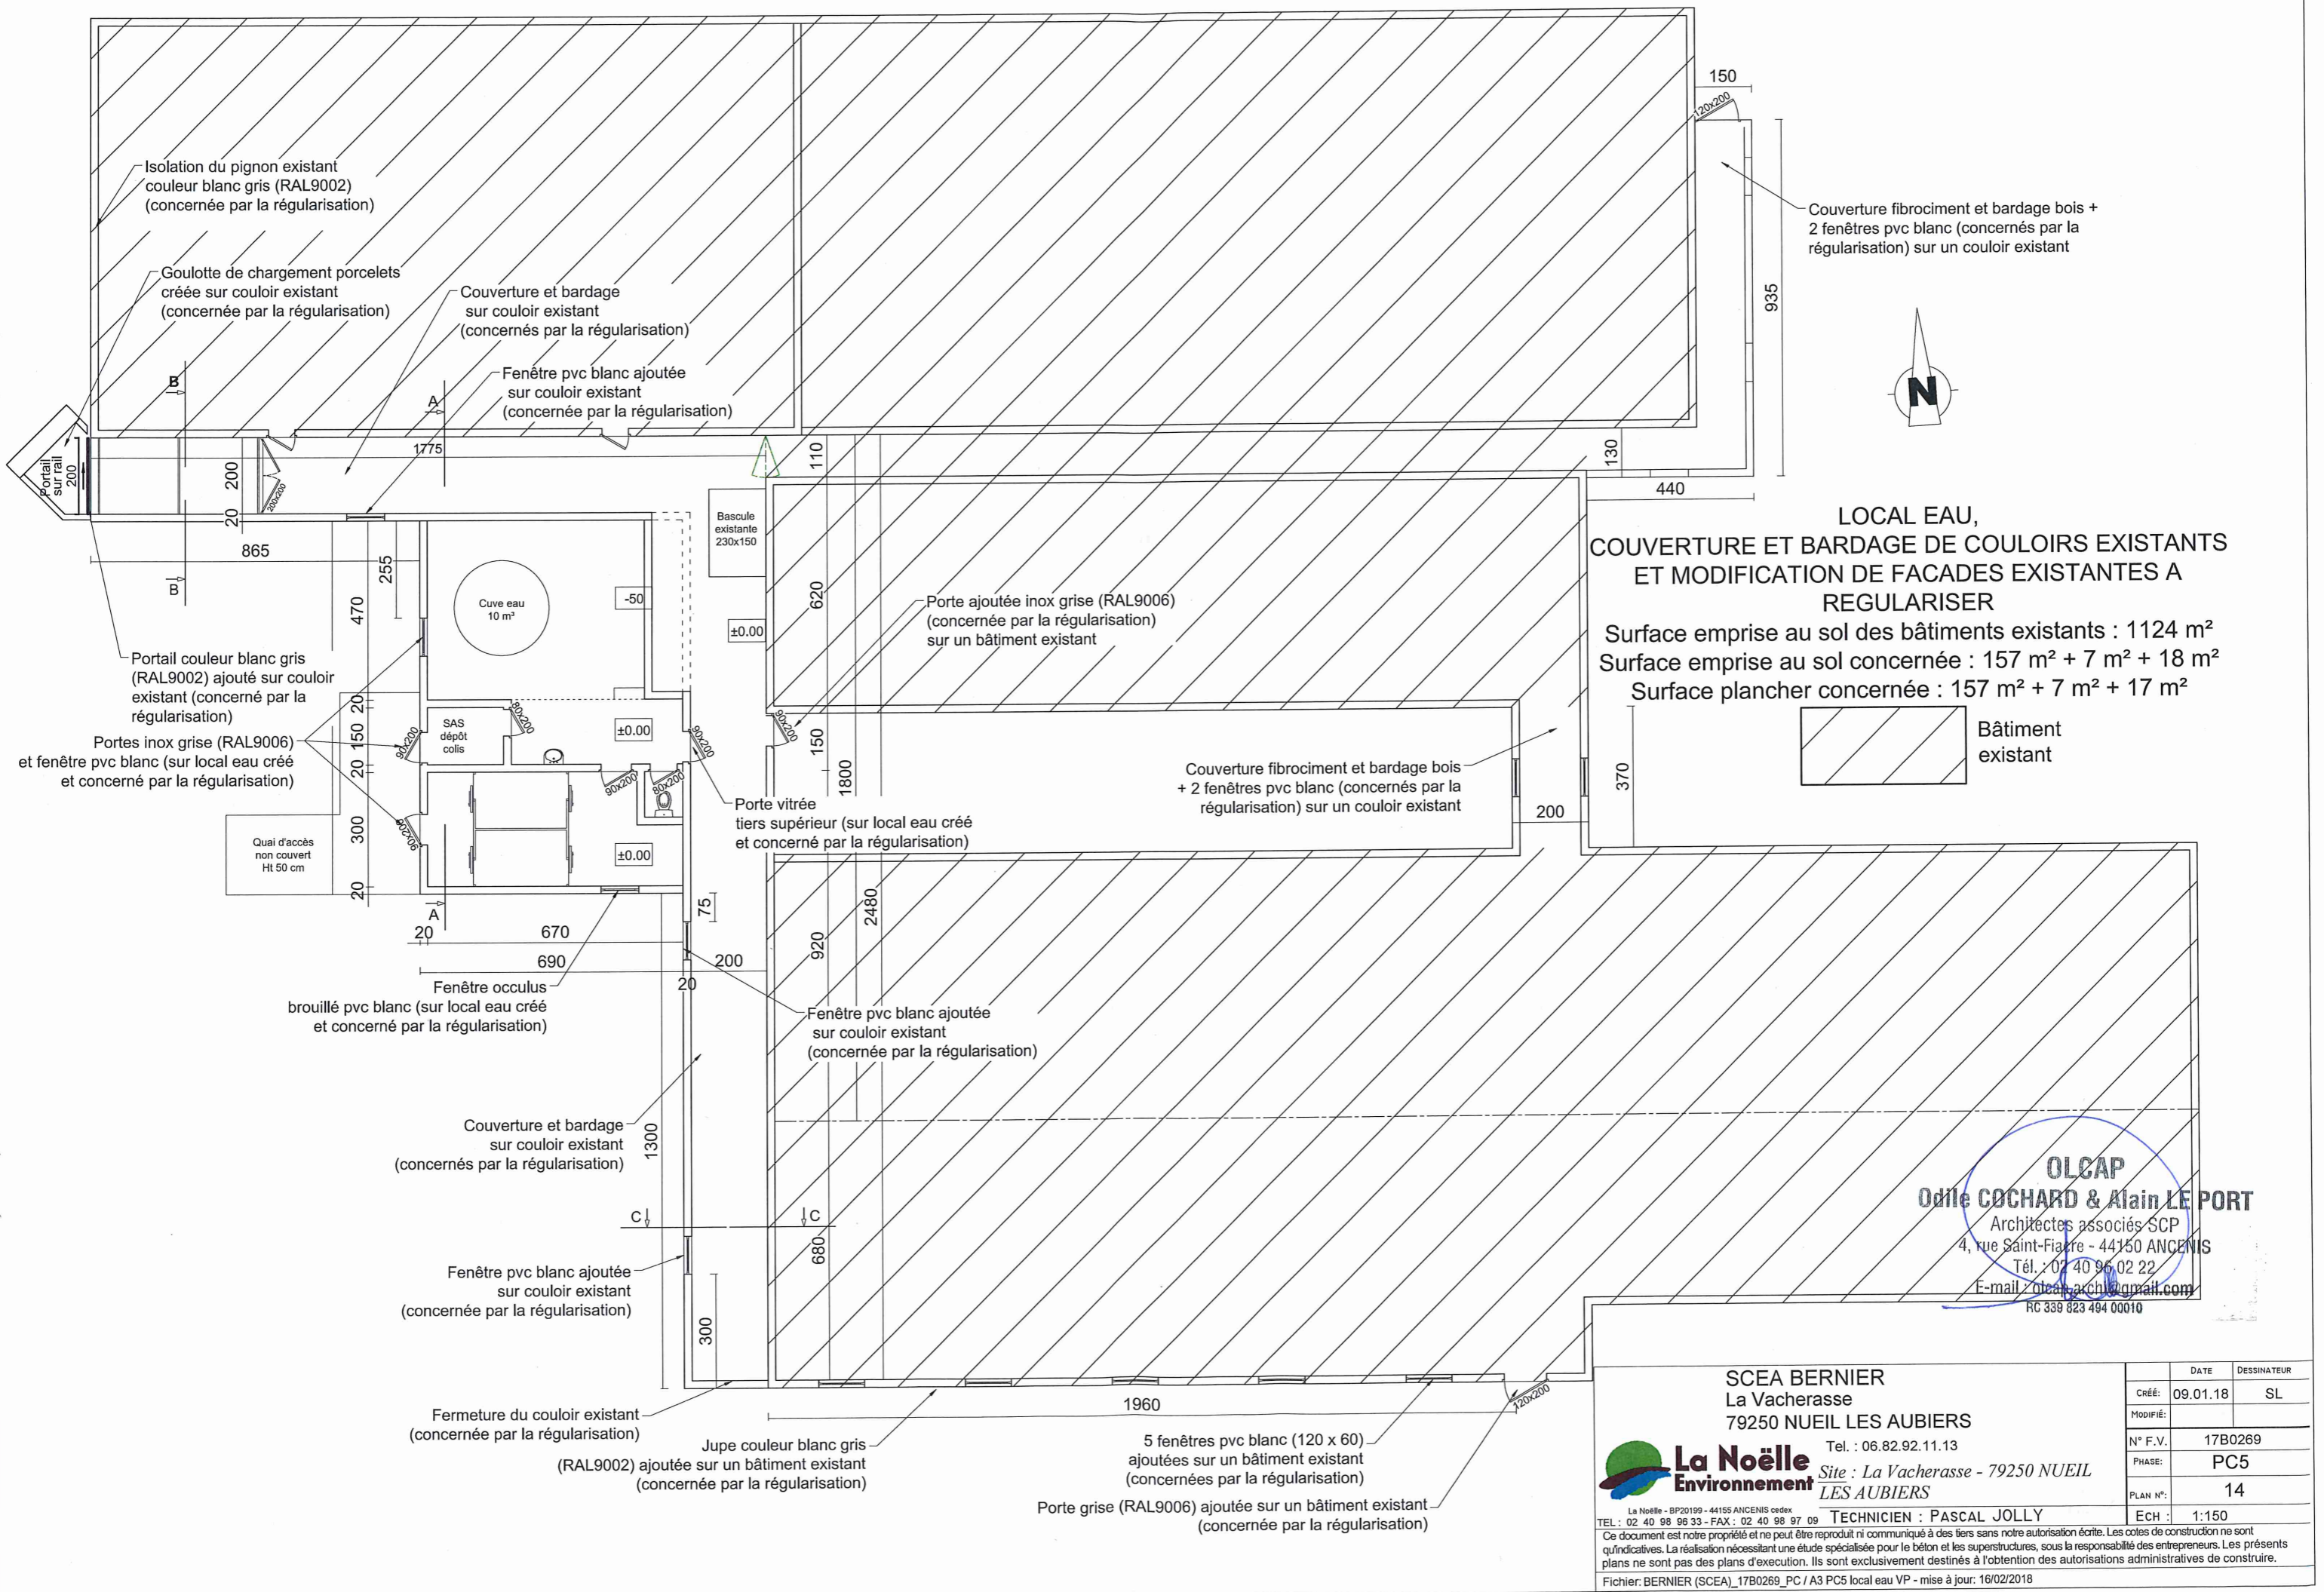 150
120x200
Isolation du pignon existant
couleur blanc gris (RAL9002)
(concernée par la régularisation)
Couverture fibrociment et bardage bois +
2 fenêtres pvc blanc (concernés par la
régularisation) sur un couloir existant
935
Goulotte de chargement porcelets
créée sur couloir existant
(concernée par la régularisation)
Couverture et bardage
sur couloir existant
(concernés par la régularisation)
Fenêtre pvc blanc ajoutée
sur couloir existant
(concernée par la régularisation)
N
B
A
1775
110
130
440
Portail
sur rail
200
200
200x200
20
865
B
255
470
Bascule
existante
230x150
Cuve eau
10 m³
-50
±0.00
620
Porte ajoutée inox grise (RAL9006)
(concernée par la régularisation)
sur un bâtiment existant
LOCAL EAU,
COUVERTURE ET BARDAGE DE COULOIRS EXISTANTS
ET MODIFICATION DE FACADES EXISTANTES A
REGULARISER
Surface emprise au sol des bâtiments existants : 1124 m²
Surface emprise au sol concernée : 157 m² + 7 m² + 18 m²
Surface plancher concernée : 157 m² + 7 m² + 17 m²
Bâtiment
existant
Portail couleur blanc gris
(RAL9002) ajouté sur couloir
existant (concerné par la
régularisation)
Portes inox grise (RAL9006)
et fenêtre pvc blanc (sur local eau créé
et concerné par la régularisation)
20
150
20
300
20
SAS
dépôt
colis
80x200
90x200
±0.00
90x200
90x200
150
1800
90x200
80x200
90x200
±0.00
Porte vitrée
tiers supérieur (sur local eau créé
et concerné par la régularisation)
Couverture fibrociment et bardage bois
+ 2 fenêtres pvc blanc (concernés par la
régularisation) sur un couloir existant
370
200
Quai d'accès
non couvert
Ht 50 cm
A
75
2480
920
20
670
690
200
20
Fenêtre occulus
brouillé pvc blanc (sur local eau créé
et concerné par la régularisation)
Fenêtre pvc blanc ajoutée
sur couloir existant
(concernée par la régularisation)
Couverture et bardage
sur couloir existant
(concernés par la régularisation)
1300
C
C
680
Fenêtre pvc blanc ajoutée
sur couloir existant
(concernée par la régularisation)
300
OLCAP
Odile COCHARD & Alain LE PORT
Architectes associés SCP
4, rue Saint-Fiacre - 44150 ANCENIS
Tél. : 02 40 96 02 22
E-mail : olcap.archi@gmail.com
RC 339 823 494 00010
1960
120x200
Fermeture du couloir existant
(concernée par la régularisation)
Jupe couleur blanc gris
(RAL9002) ajoutée sur un bâtiment existant
(concernée par la régularisation)
5 fenêtres pvc blanc (120 x 60)
ajoutées sur un bâtiment existant
(concernées par la régularisation)
Porte grise (RAL9006) ajoutée sur un bâtiment existant
(concernée par la régularisation)
SCEA BERNIER
La Vacherasse
79250 NUEIL LES AUBIERS
Tel. : 06.82.92.11.13
La Noëlle
Environnement
Site : La Vacherasse - 79250 NUEIL
LES AUBIERS
La Noëlle - BP20199 - 44155 ANCENIS cedex
TEL : 02 40 98 96 33 - FAX : 02 40 98 97 09
TECHNICIEN : PASCAL JOLLY
DATE DESSINATEUR
CRÉÉ: 09.01.18 SL
MODIFIÉ:
N° F.V. 17B0269
PHASE: PC5
PLAN N°: 14
ECH : 1:150
Ce document est notre propriété et ne peut être reproduit ni communiqué à des tiers sans notre autorisation écrite. Les cotes de construction ne sont
qu'indicatives. La réalisation nécessitant une étude spécialisée pour le béton et les superstructures, sous la responsabilité des entrepreneurs. Les présents
plans ne sont pas des plans d'execution. Ils sont exclusivement destinés à l'obtention des autorisations administratives de construire.
Fichier: BERNIER (SCEA)_17B0269_PC / A3 PC5 local eau VP - mise à jour: 16/02/2018